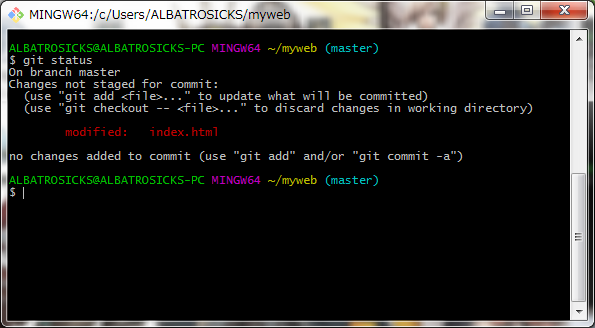 MINGW64:/c/Users/ALBATROSICKS/myweb
ALBATROSICKS@ALBATROSICKS-PC MINGW64 ~/myweb (master)
$ git status
On branch master
Changes not staged for commit:
  (use "git add <file>..." to update what will be committed)
  (use "git checkout -- <file>..." to discard changes in working directory)
        modified:   index.html
no changes added to commit (use "git add" and/or "git commit -a")
ALBATROSICKS@ALBATROSICKS-PC MINGW64 ~/myweb (master)
$